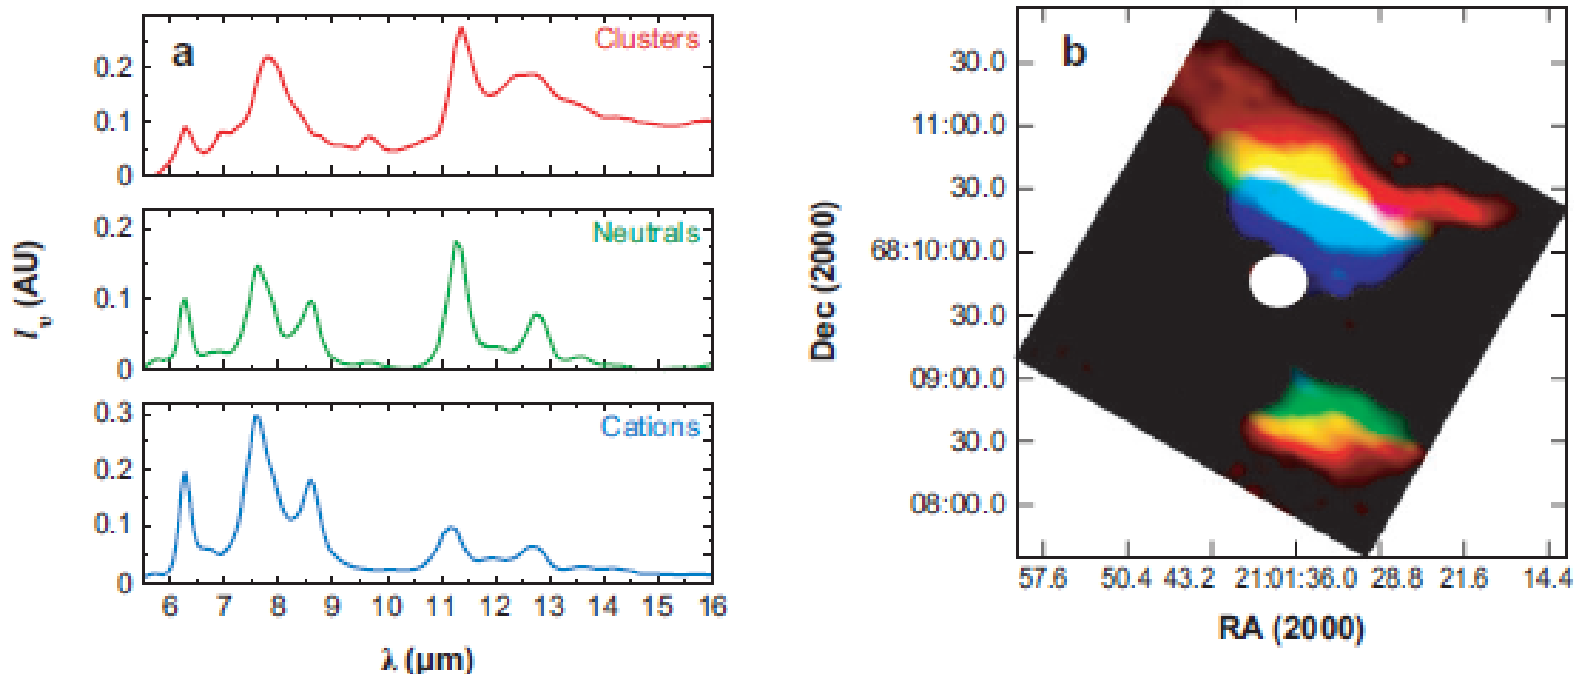 a
Clusters
0.2
0.1
0
Neutrals
0.2
0.1
0
Cations
0.3
0.2
0.1
0
6 7 8 9 10 11 12 13 14 15 16
λ (μm)
Iν (AU)
b
30.0
11:00.0
30.0
68:10:00.0
30.0
09:00.0
30.0
08:00.0
57.6 50.4 43.2 21:01:36.0 28.8 21.6 14.4
RA (2000)
Dec (2000)